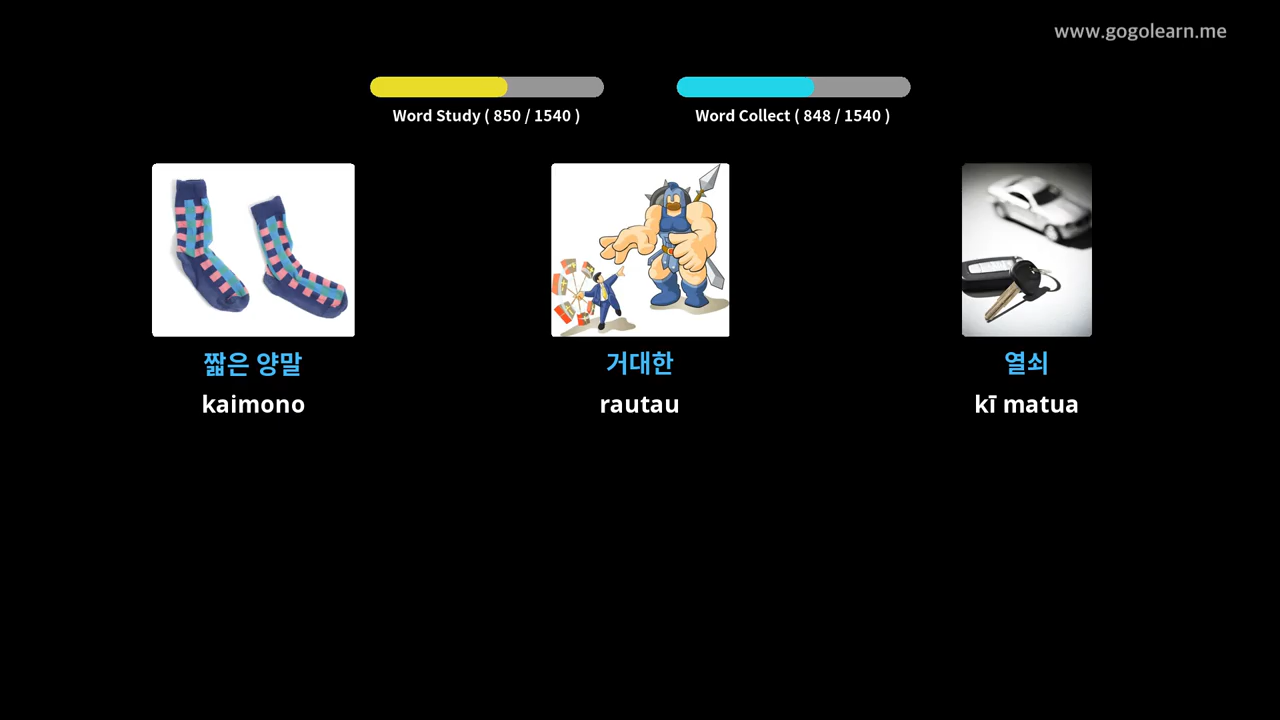 www.gogolearn.me
Word Study ( 850 / 1540 )
Word Collect ( 848 / 1540 )
짧은 양말
kaimono
거대한
rautau
열쇠
kī matua